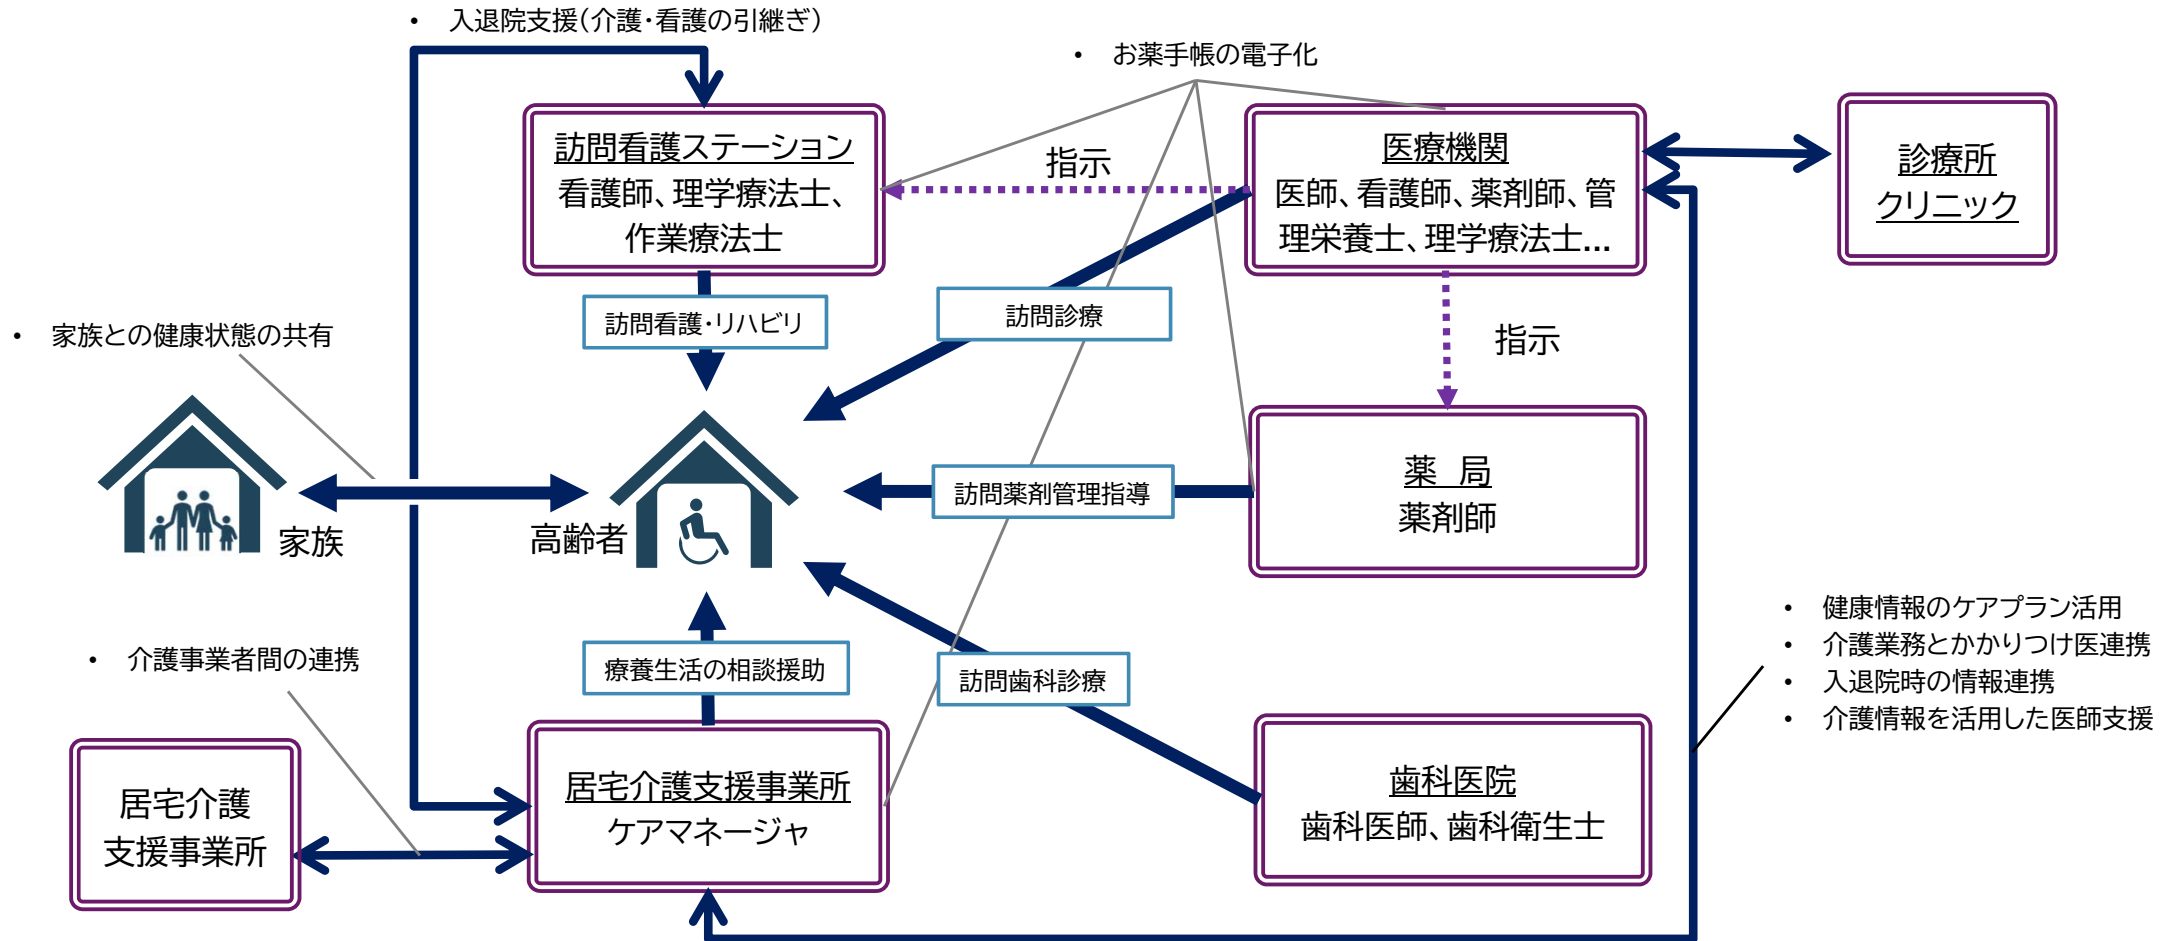 • 入退院支援(介護・看護の引継ぎ)
• お薬手帳の電子化
訪問看護ステーション
看護師、理学療法士、
作業療法士
指示
医療機関
医師、看護師、薬剤師、管
理栄養士、理学療法士...
診療所
クリニック
訪問看護・リハビリ
訪問診療
• 家族との健康状態の共有
指示
家族
高齢者
訪問薬剤管理指導
薬 局
薬剤師
• 健康情報のケアプラン活用
• 介護業務とかかりつけ医連携
• 入退院時の情報連携
• 介護情報を活用した医師支援
• 介護事業者間の連携
療養生活の相談援助
訪問歯科診療
居宅介護
支援事業所
居宅介護支援事業所
ケアマネージャ
歯科医院
歯科医師、歯科衛生士